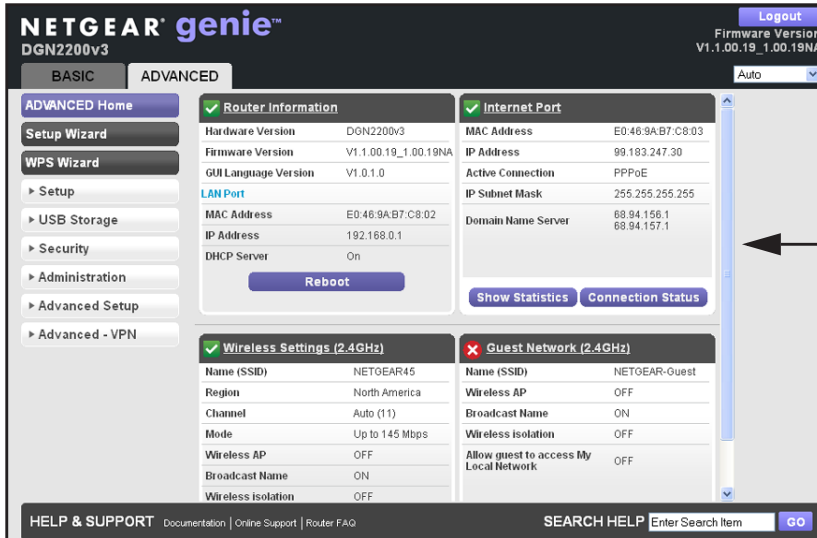 NETGEAR® genie™
DGN2200v3
Logout
Firmware Version
V1.1.00.19_1.00.19NA
BASIC
ADVANCED
Auto
ADVANCED Home
Setup Wizard
WPS Wizard
Setup
USB Storage
Security
Administration
Advanced Setup
Advanced - VPN
Router Information
Hardware Version DGN2200v3
Firmware Version V1.1.00.19_1.00.19NA
GUI Language Version V1.0.1.0
LAN Port
MAC Address E0:46:9A:B7:C8:02
IP Address 192.168.0.1
DHCP Server On
Reboot
Internet Port
MAC Address E0:46:9A:B7:C8:03
IP Address 99.183.247.30
Active Connection PPPoE
IP Subnet Mask 255.255.255.255
Domain Name Server 68.94.156.1
68.94.157.1
Show Statistics Connection Status
Wireless Settings (2.4GHz)
Name (SSID) NETGEAR45
Region North America
Channel Auto (11)
Mode Up to 145 Mbps
Wireless AP OFF
Broadcast Name ON
Wireless isolation OFF
Guest Network (2.4GHz)
Name (SSID) NETGEAR-Guest
Wireless AP OFF
Broadcast Name ON
Wireless isolation OFF
Allow guest to access My
Local Network OFF
HELP & SUPPORT Documentation | Online Support | Router FAQ
SEARCH HELP Enter Search Item GO